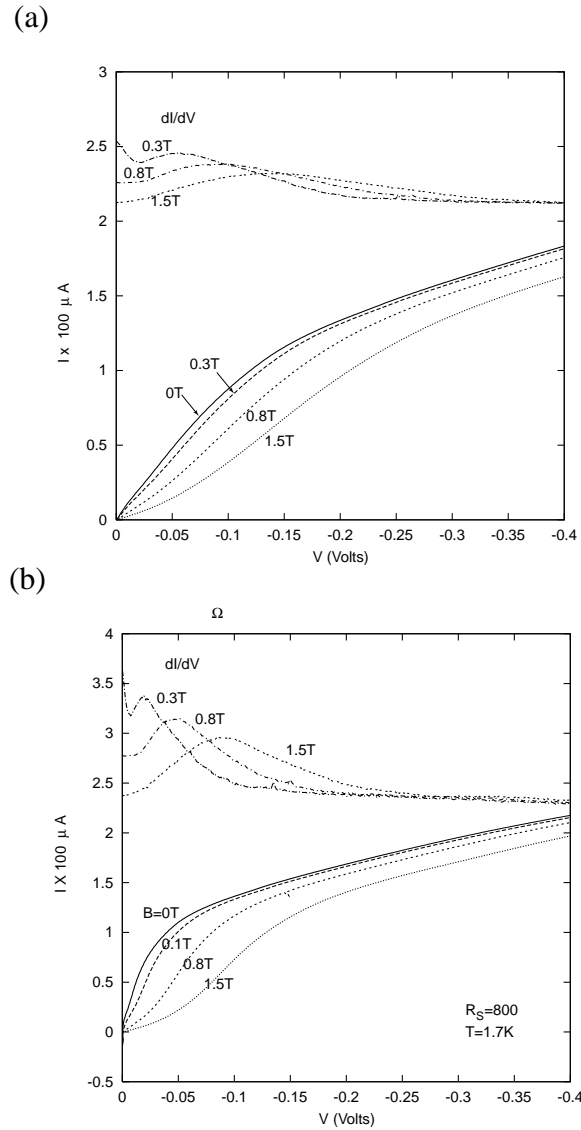 (a)
3
2.5
2
1.5
1
0.5
0
I x 100 μ A
dI/dV
0.3T
0.8T
1.5T
0.3T
0T
0.8T
1.5T
0 -0.05 -0.1 -0.15 -0.2 -0.25 -0.3 -0.35 -0.4
V (Volts)
(b)
Ω
4
3.5
3
2.5
2
1.5
1
0.5
0
-0.5
I X 100 μ A
dI/dV
0.3T
0.8T
1.5T
B=0T
0.1T
0.8T
1.5T
RS=800
T=1.7K
0 -0.05 -0.1 -0.15 -0.2 -0.25 -0.3 -0.35 -0.4
V (Volts)